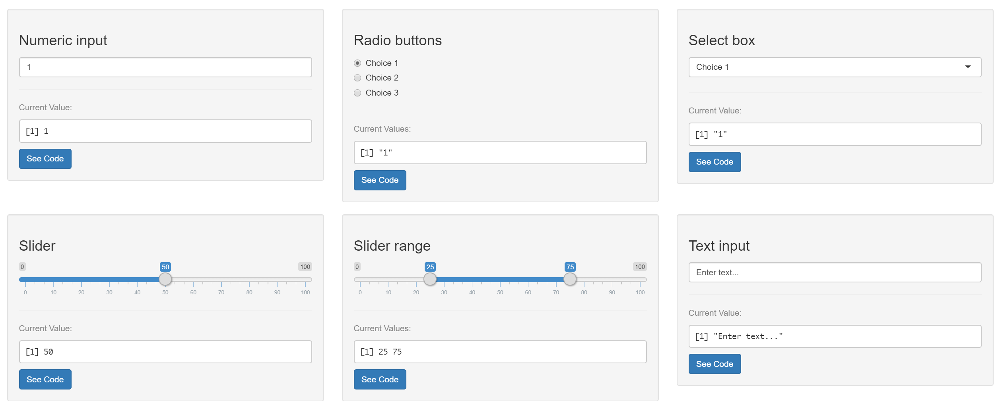 Numeric input
1
Current Value:
[1] 1
See Code
Radio buttons
Choice 1
Choice 2
Choice 3
Current Values:
[1] "1"
See Code
Select box
Choice 1
Current Value:
[1] "1"
See Code
Slider
0 50 100
0 10 20 30 40 50 60 70 80 90 100
Current Value:
[1] 50
See Code
Slider range
0 25 75 100
0 10 20 30 40 50 60 70 80 90 100
Current Values:
[1] 25 75
See Code
Text input
Enter text...
Current Value:
[1] "Enter text..."
See Code